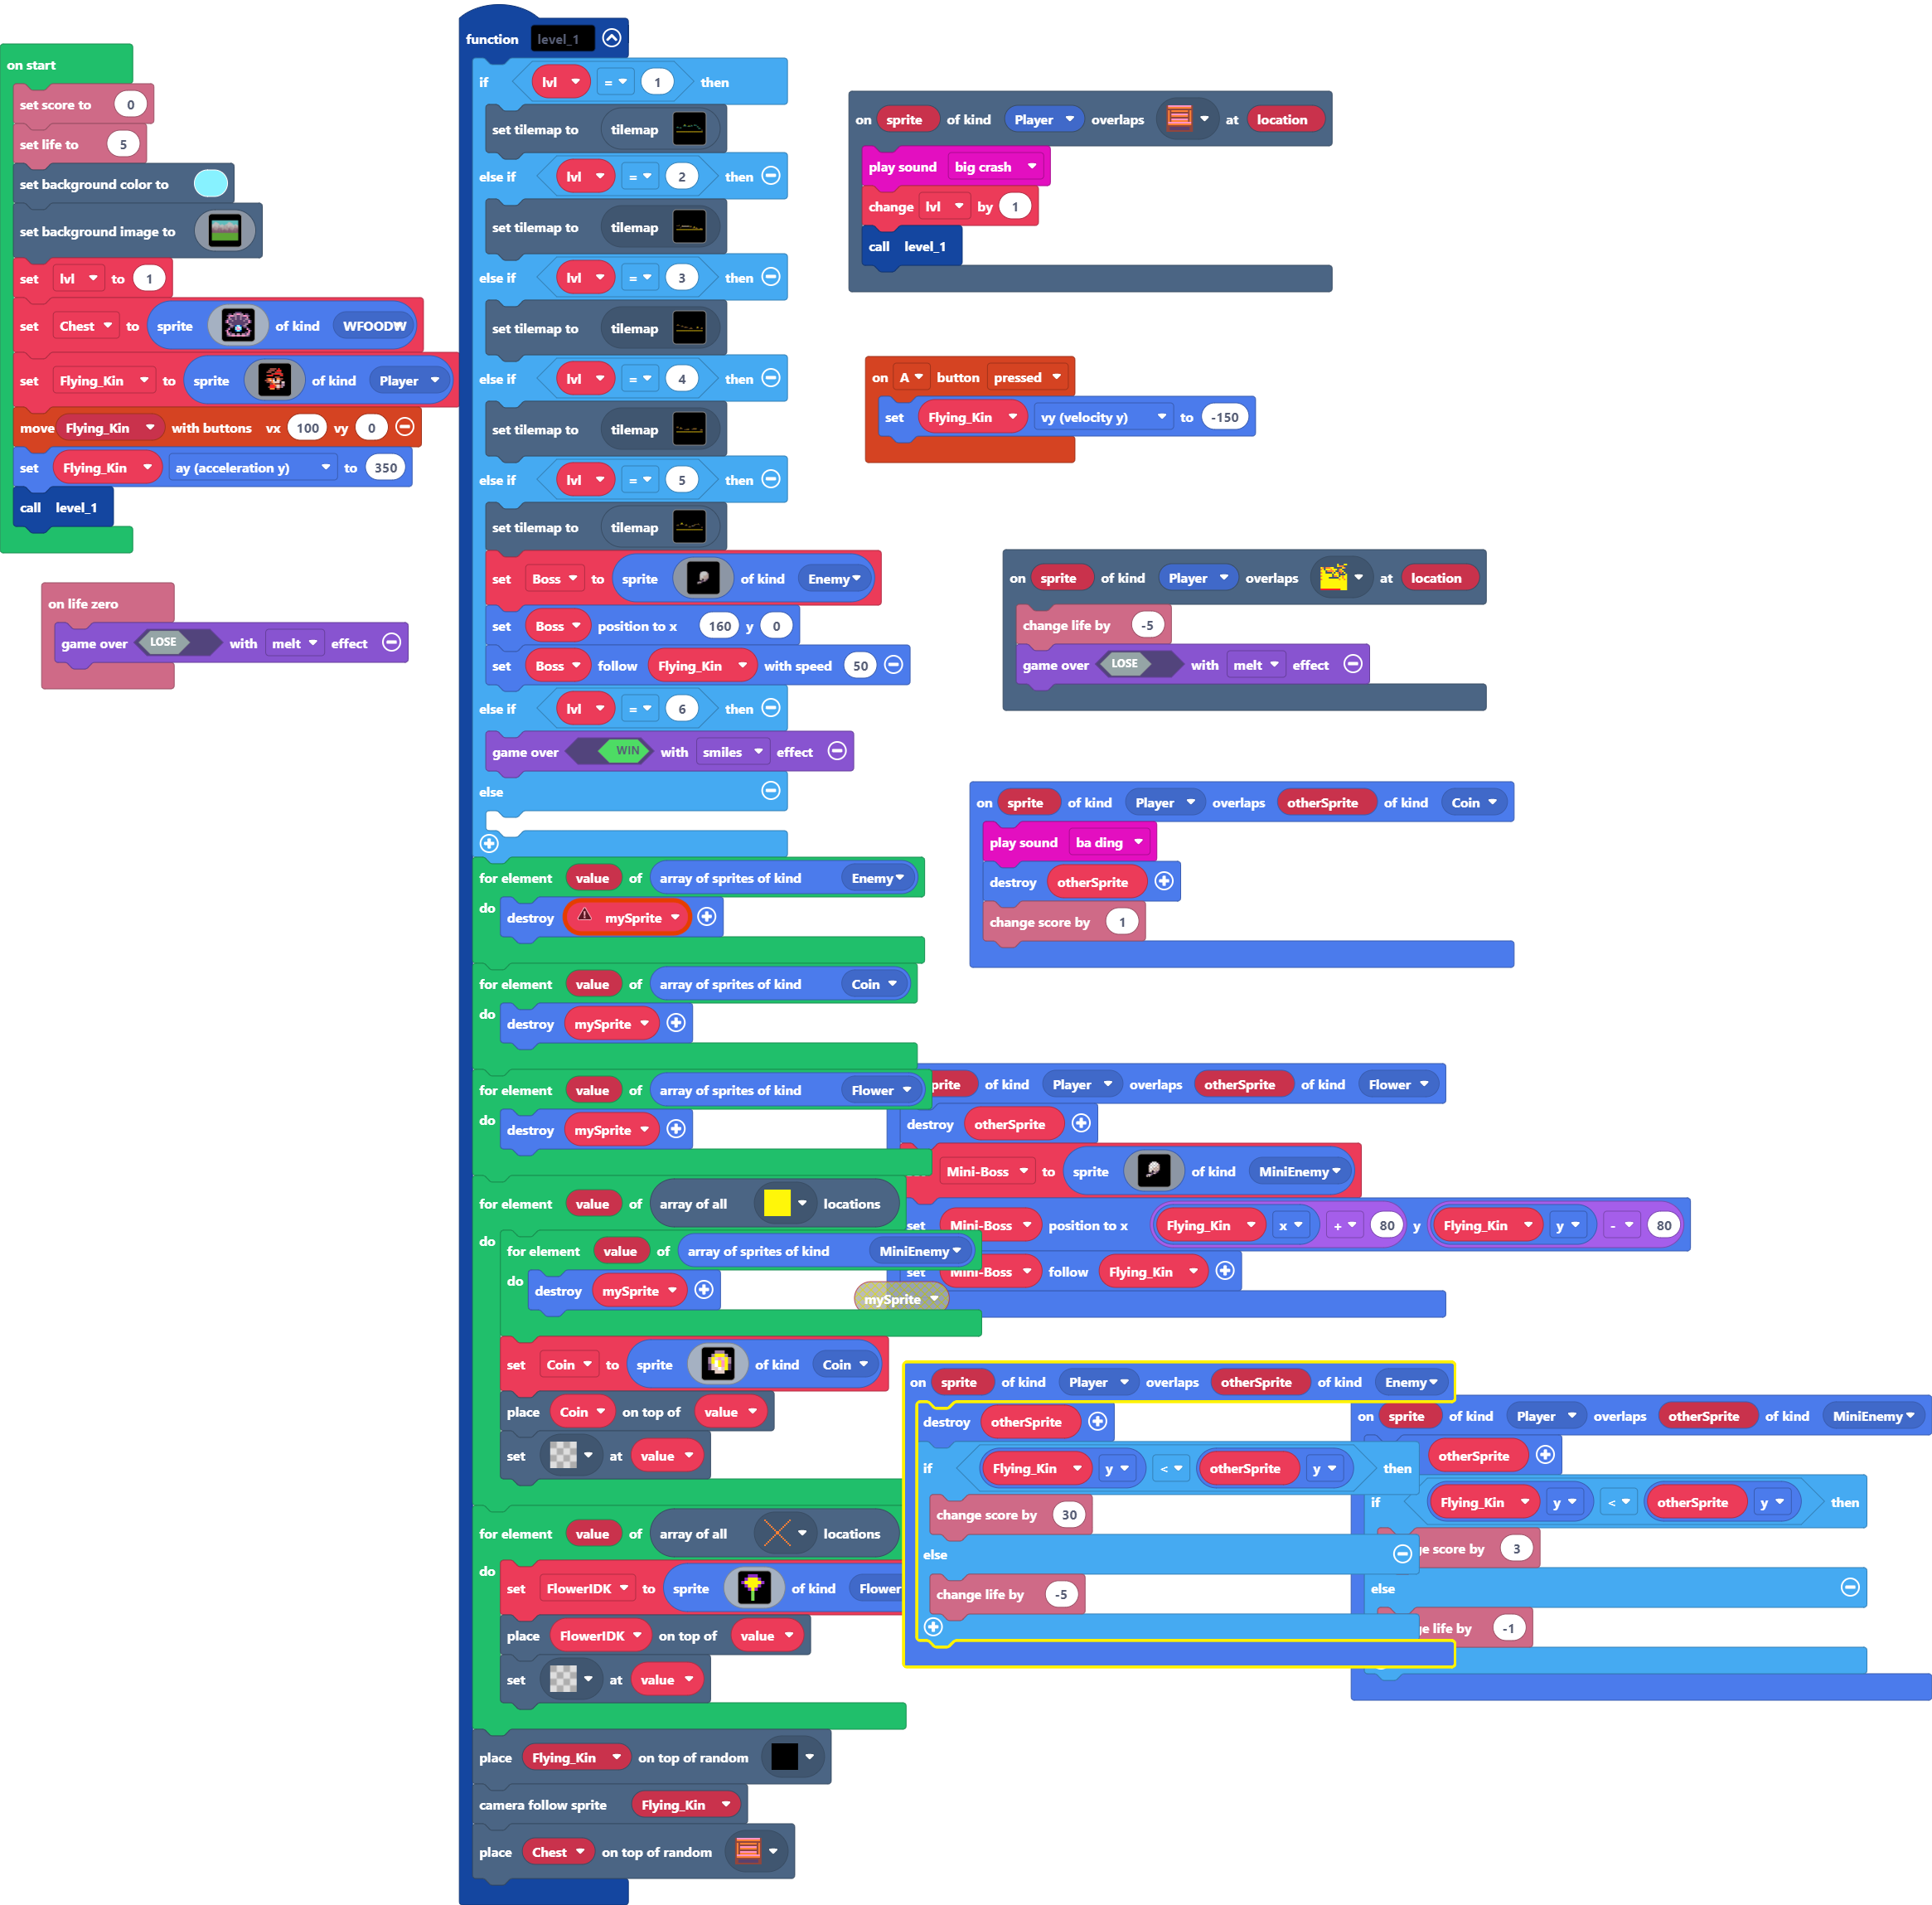 on start
set score to 0
set life to 5
set background color to
set background image to
set lvl to 1
set Chest to sprite of kind WFOODW
set Flying_Kin to sprite of kind Player
move Flying_Kin with buttons vx 100 vy 0
set Flying_Kin ay (acceleration y) to 350
call level_1
on life zero
game over LOSE with melt effect
function level_1
if lvl = 1 then
set tilemap to tilemap
else if lvl = 2 then
set tilemap to tilemap
else if lvl = 3 then
set tilemap to tilemap
else if lvl = 4 then
set tilemap to tilemap
else if lvl = 5 then
set tilemap to tilemap
set Boss to sprite of kind Enemy
set Boss position to x 160 y 0
set Boss follow Flying_Kin with speed 50
else if lvl = 6 then
game over WIN with smiles effect
else
for element value of array of sprites of kind Enemy
do destroy mySprite
for element value of array of sprites of kind Coin
do destroy mySprite
for element value of array of sprites of kind Flower
do destroy mySprite
for element value of array of all locations
do for element value of array of sprites of kind MiniEnemy
do destroy mySprite
set Coin to sprite of kind Coin
place Coin on top of value
set at value
for element value of array of all locations
do set FlowerIDK to sprite of kind Flower
place FlowerIDK on top of value
set at value
place Flying_Kin on top of random
camera follow sprite Flying_Kin
place Chest on top of random
on sprite of kind Player overlaps at location
play sound big crash
change lvl by 1
call level_1
on A button pressed
set Flying_Kin vy (velocity y) to -150
on sprite of kind Player overlaps at location
change life by -5
game over LOSE with melt effect
on sprite of kind Player overlaps otherSprite of kind Coin
play sound ba ding
destroy otherSprite
change score by 1
prite of kind Player overlaps otherSprite of kind Flower
destroy otherSprite
Mini-Boss to sprite of kind MiniEnemy
set Mini-Boss position to x Flying_Kin x + 80 y Flying_Kin y - 80
set Mini-Boss follow Flying_Kin
mySprite
on sprite of kind Player overlaps otherSprite of kind Enemy
destroy otherSprite
if Flying_Kin y < otherSprite y then
change score by 30
else
change life by -5
on sprite of kind Player overlaps otherSprite of kind MiniEnemy
otherSprite
if Flying_Kin y < otherSprite y then
ge score by 3
else
ge life by -1